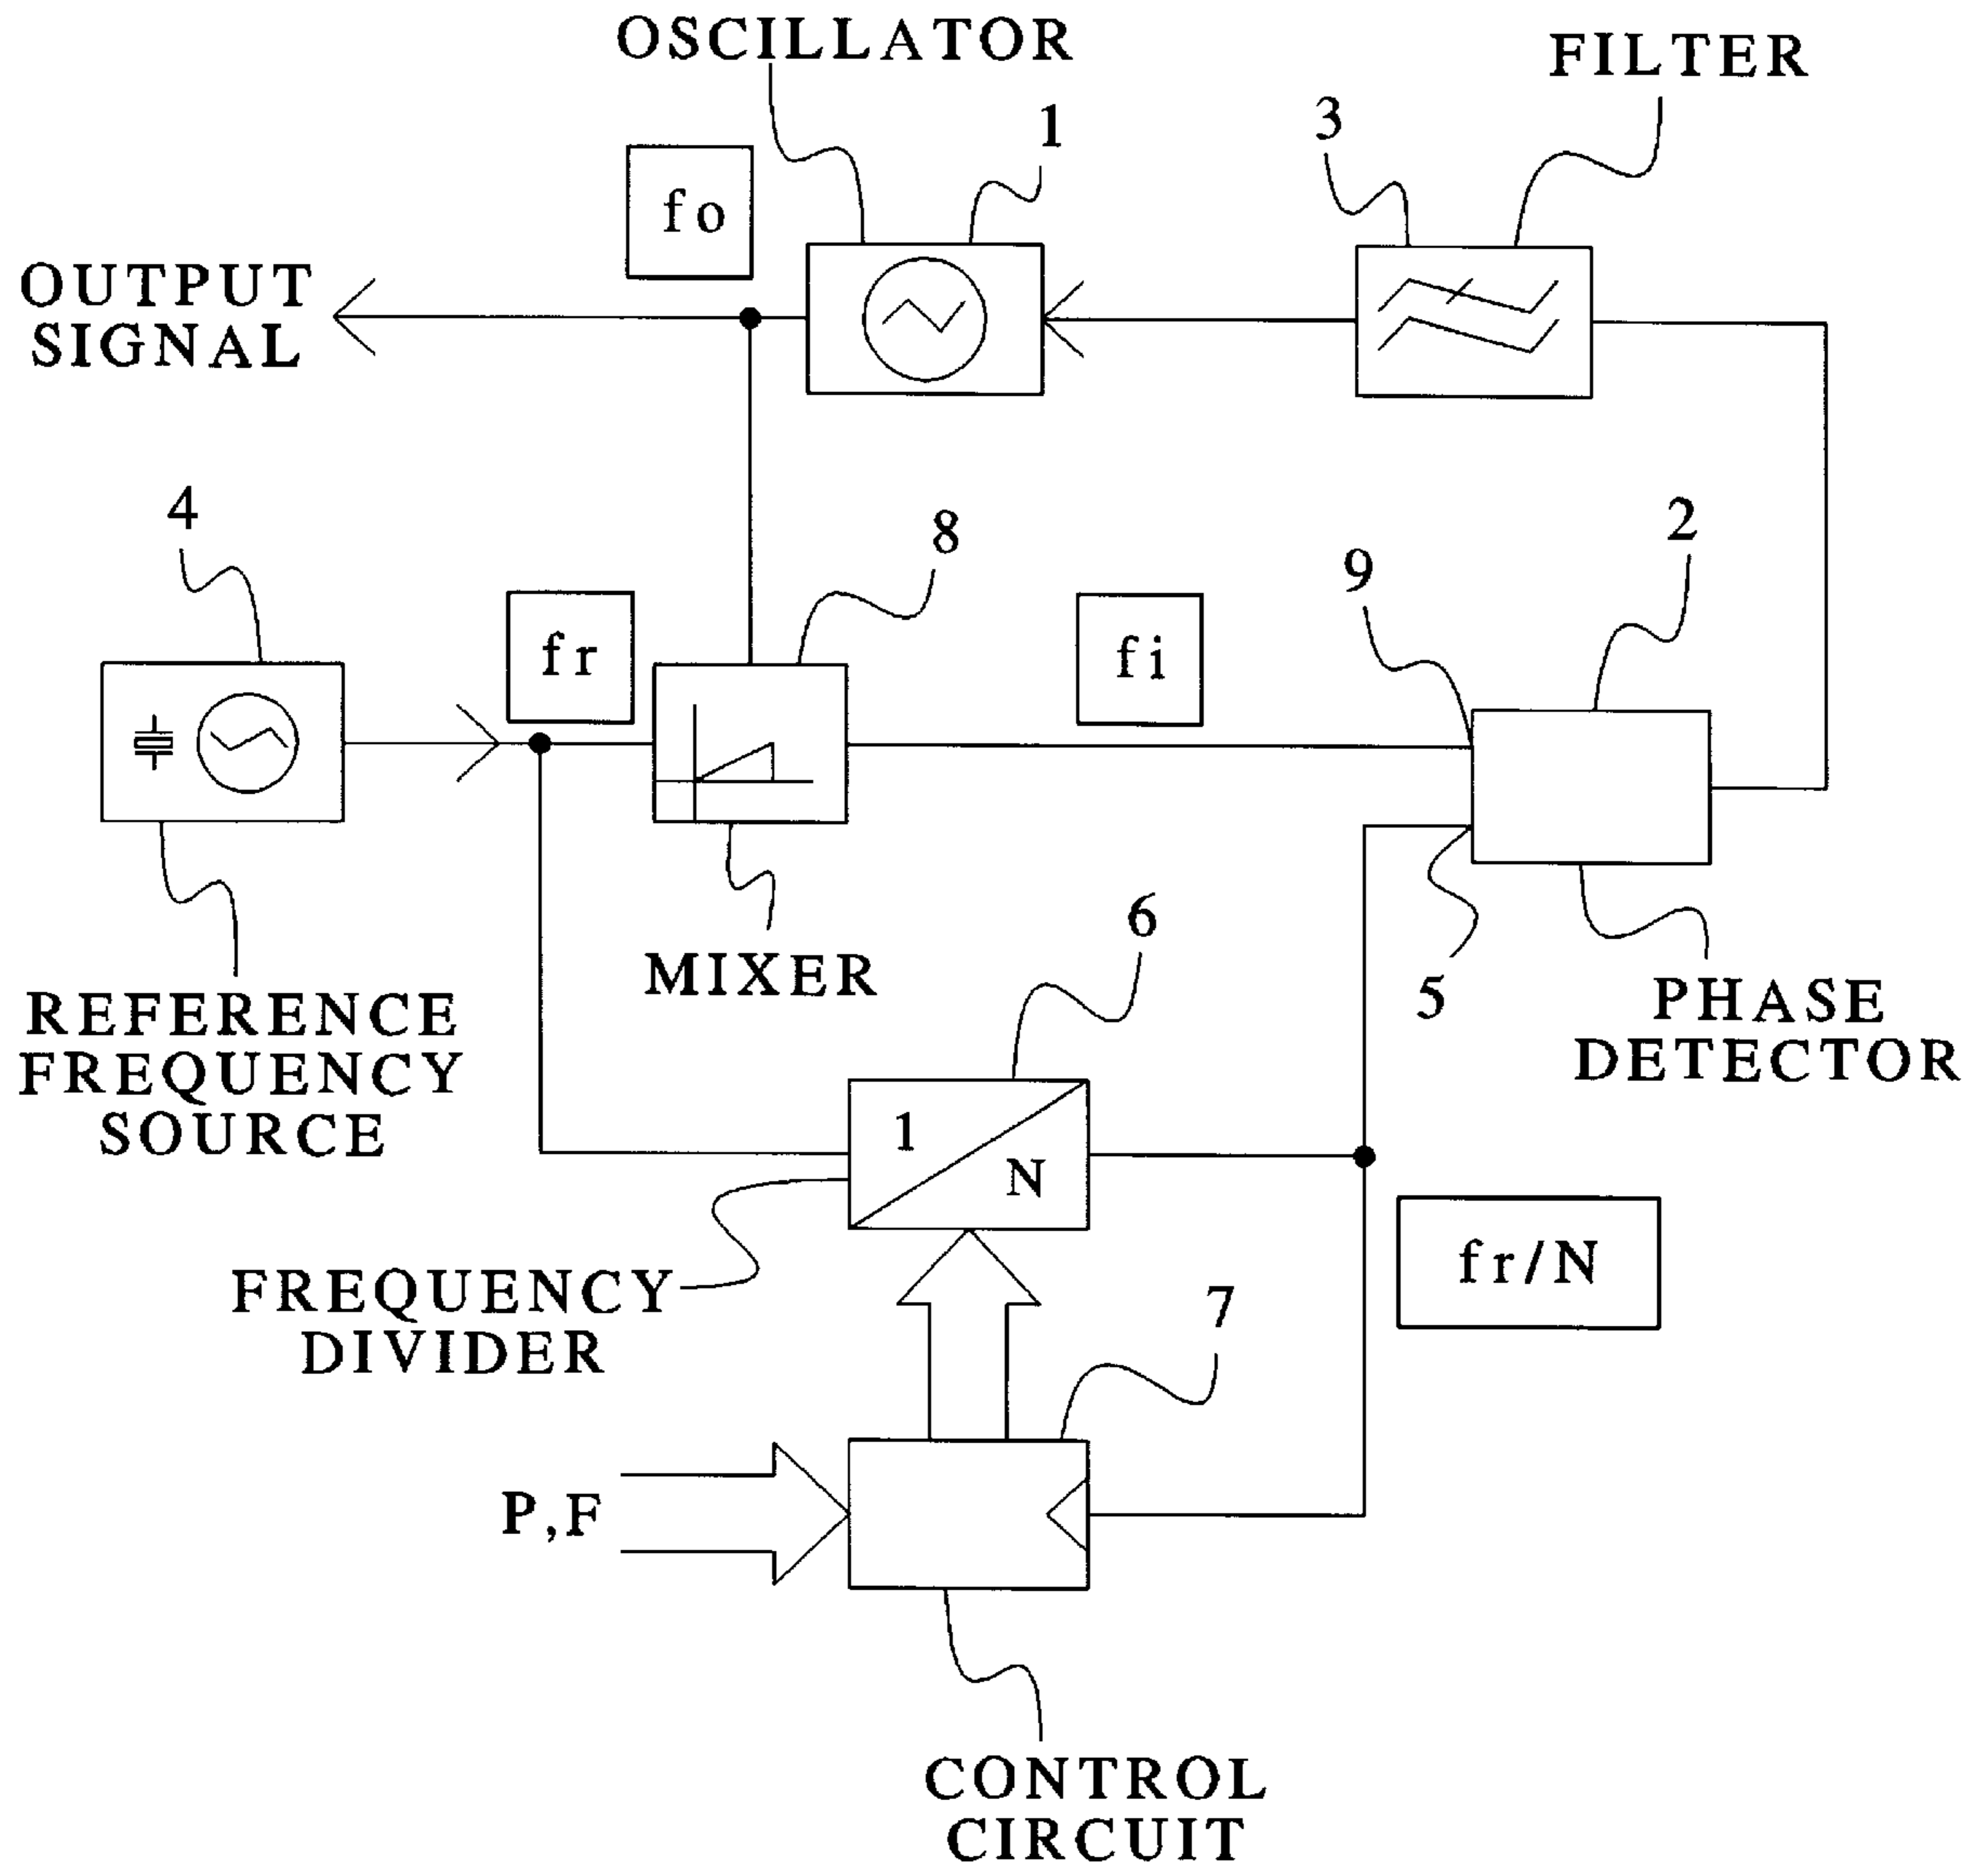 OSCILLATOR
FILTER
1
3
fo
OUTPUT
SIGNAL
4
8
2
9
fr
fi
6
MIXER
5
PHASE
DETECTOR
REFERENCE
FREQUENCY
SOURCE
1
N
fr/N
FREQUENCY
DIVIDER
7
P,F
CONTROL
CIRCUIT